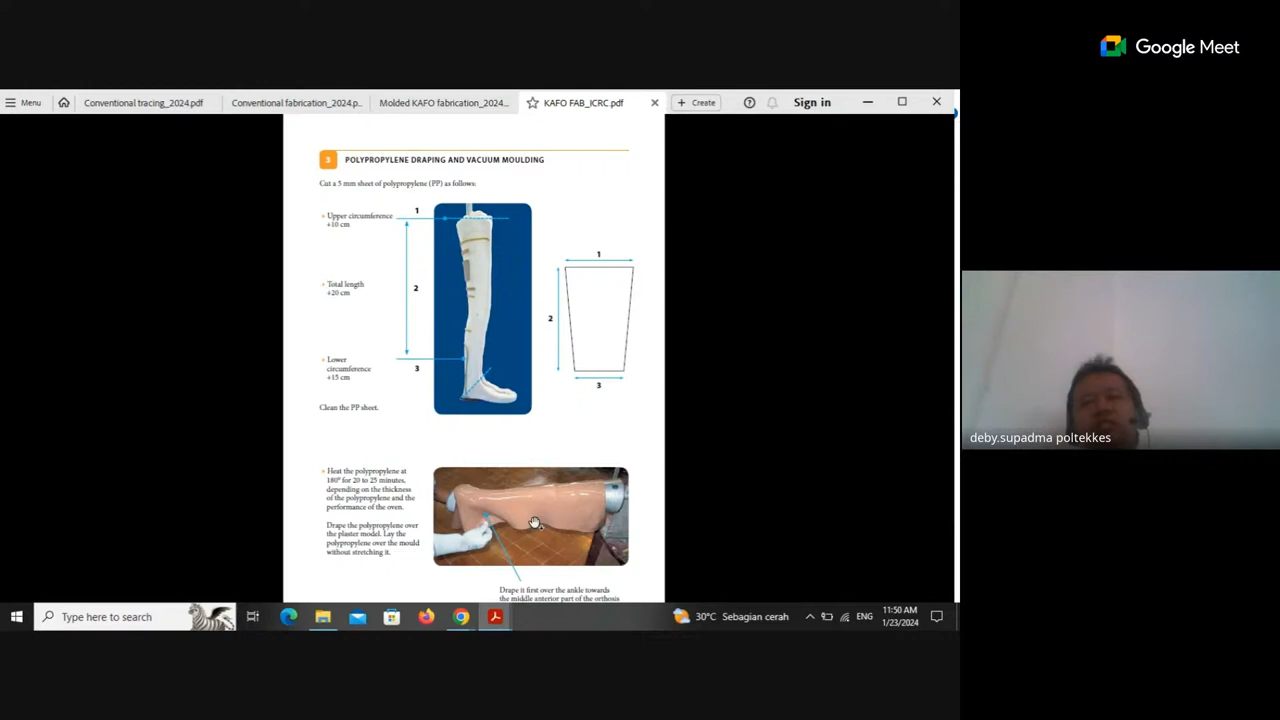 Google Meet
Menu
Conventional tracing_2024.pdf
Conventional fabrication_2024.p...
Molded KAFO fabrication_2024...
KAFO FAB_ICRC.pdf
Create
Sign in
3 POLYPROPYLENE DRAPING AND VACUUM MOULDING
Cut a 5 mm sheet of polypropylene (PP) as follows:
Upper circumference
+10 cm
1
Total length
+20 cm
2
Lower
circumference
+15 cm
3
Clean the PP sheet.
1
2
3
Heat the polypropylene at
180° for 20 to 25 minutes,
depending on the thickness
of the polypropylene and the
performance of the oven.
Drape the polypropylene over
the plaster model. Lay the
polypropylene over the mould
without stretching it.
Drape it first over the ankle towards
the middle anterior part of the orthosis
deby.supadma poltekkes
Type here to search
30°C Sebagian cerah
ENG
11:50 AM
1/23/2024